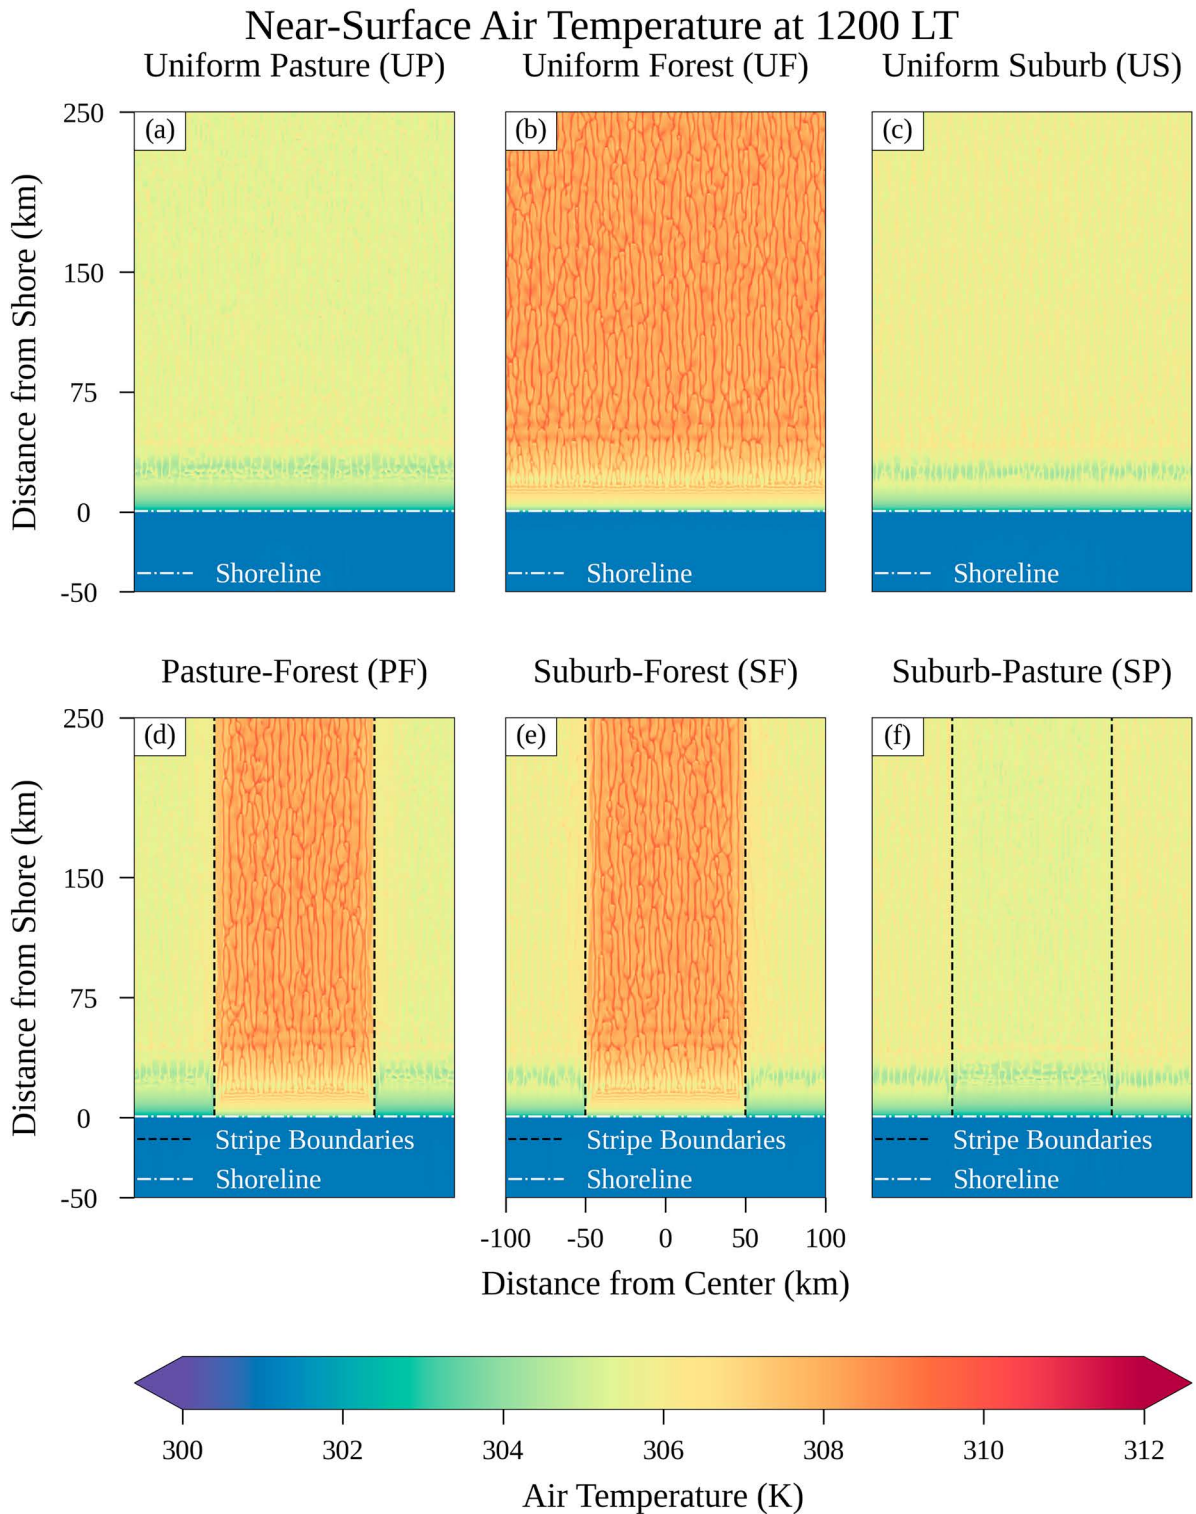 Near-Surface Air Temperature at 1200 LT
Uniform Pasture (UP)
Uniform Forest (UF)
Uniform Suburb (US)
(a)
(b)
(c)
250
150
75
0
-50
Distance from Shore (km)
Shoreline
Shoreline
Shoreline
Pasture-Forest (PF)
Suburb-Forest (SF)
Suburb-Pasture (SP)
(d)
(e)
(f)
250
150
75
0
-50
Distance from Shore (km)
Stripe Boundaries
Shoreline
Stripe Boundaries
Shoreline
Stripe Boundaries
Shoreline
-100 -50 0 50 100
Distance from Center (km)
300 302 304 306 308 310 312
Air Temperature (K)